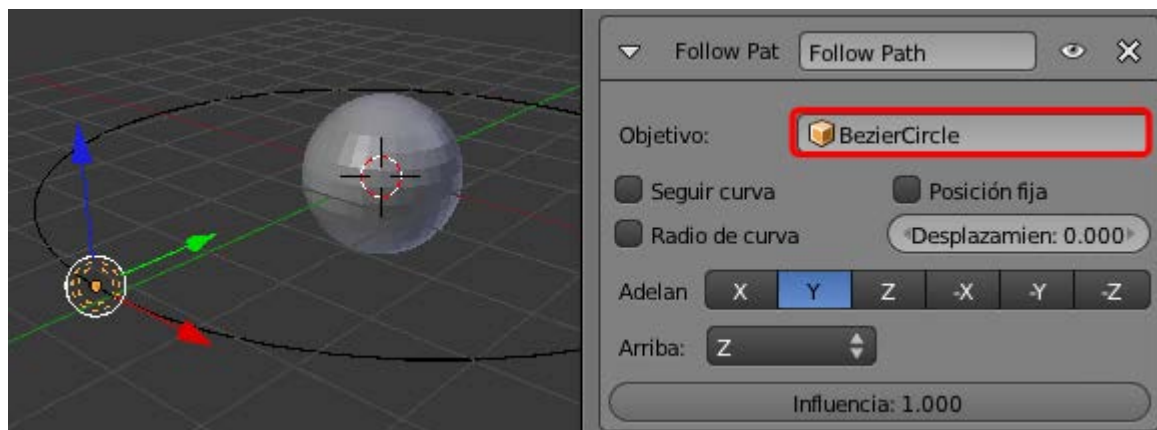 Follow Pat Follow Path
Objetivo: BezierCircle
Seguir curva Posición fija
Radio de curva Desplazamien: 0.000
Adelan X Y Z -X -Y -Z
Arriba: Z
Influencia: 1.000